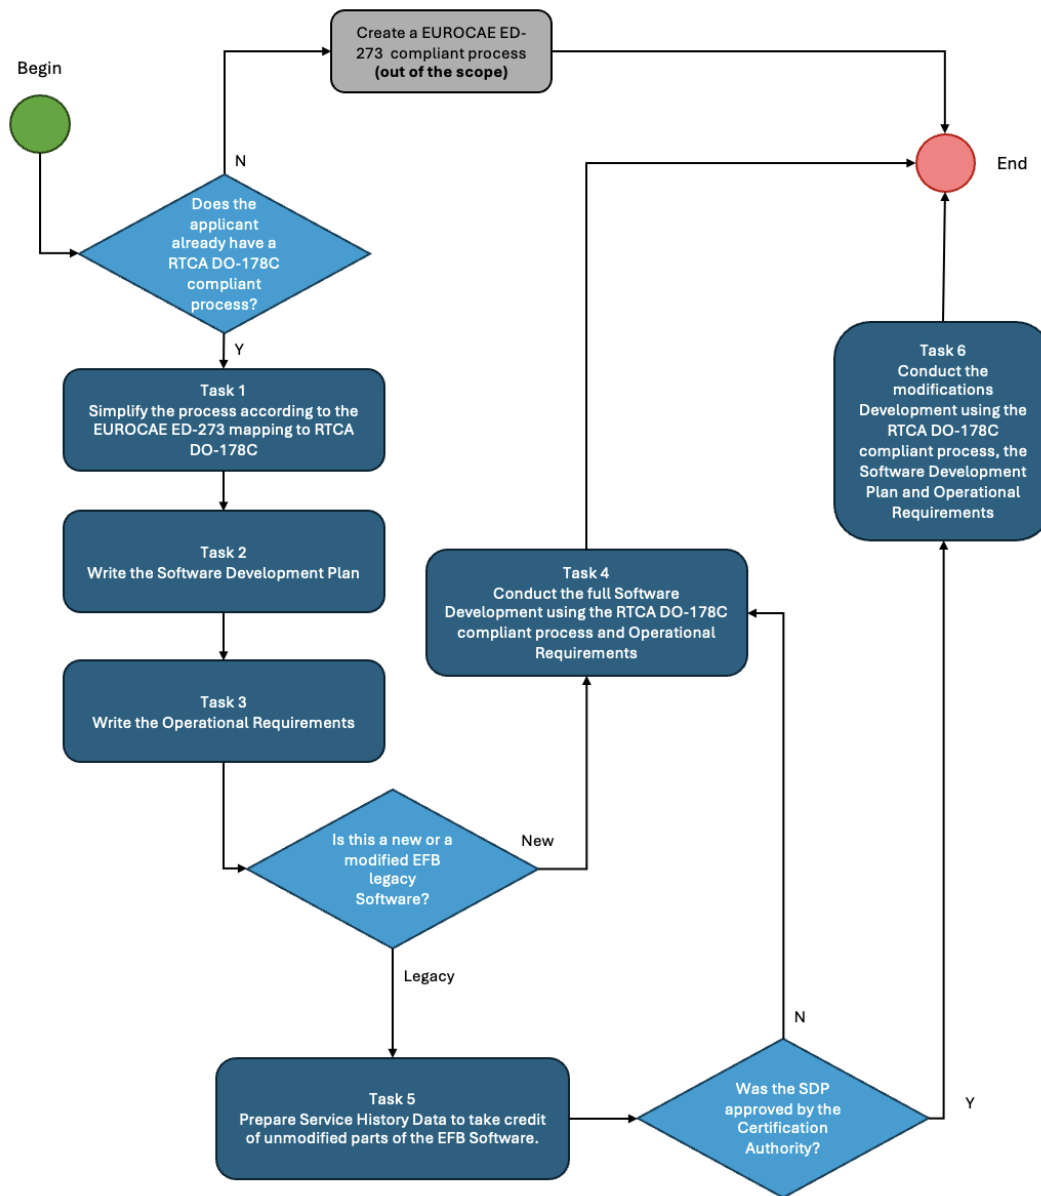 Create a EUROCAE ED-
273 compliant process
(out of the scope)
Begin
End
N
Does the
applicant
already have a
RTCA DO-178C
compliant
process?
Y
Task 1
Simplify the process according to the
EUROCAE ED-273 mapping to RTCA
DO-178C
Task 2
Write the Software Development Plan
Task 3
Write the Operational Requirements
Is this a new or a
modified EFB
legacy
Software?
New
Legacy
Task 4
Conduct the full Software
Development using the RTCA DO-178C
compliant process and Operational
Requirements
Task 5
Prepare Service History Data to take credit
of unmodified parts of the EFB Software.
Was the SDP
approved by the
Certification
Authority?
N
Y
Task 6
Conduct the
modifications
Development using the
RTCA DO-178C
compliant process, the
Software Development
Plan and Operational
Requirements